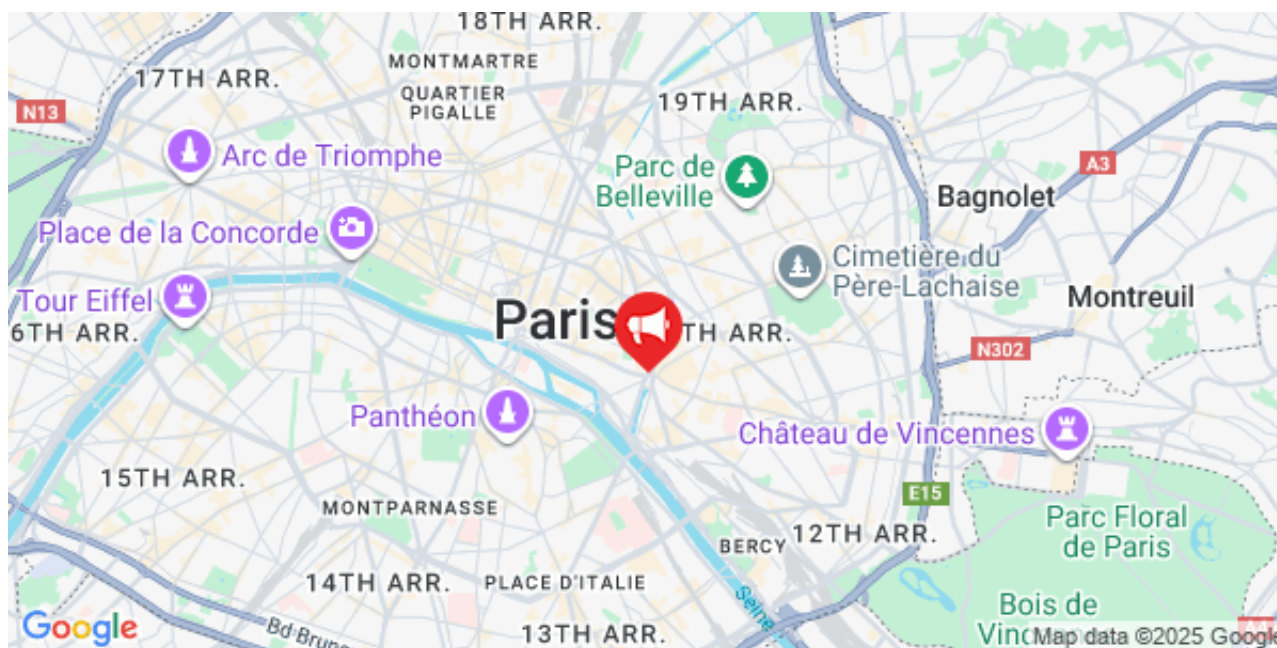 18TH ARR.
MONTMARTRE
17TH ARR.
QUARTIER
PIGALLE
19TH ARR.
N13
Arc de Triomphe
Parc de
Belleville
A3
Bagnolet
Place de la Concorde
Cimetière du
Père-Lachaise
Tour Eiffel
Montreuil
6TH ARR.
Paris
TH ARR.
N302
Panthéon
Château de Vincennes
15TH ARR.
MONTPARNASSE
E15
Parc Floral
de Paris
BERCY
12TH ARR.
14TH ARR.
PLACE D'ITALIE
Seine
Bois de
Vinc
Google
Bd Brun
13TH ARR.
Map data ©2025 Google
A4